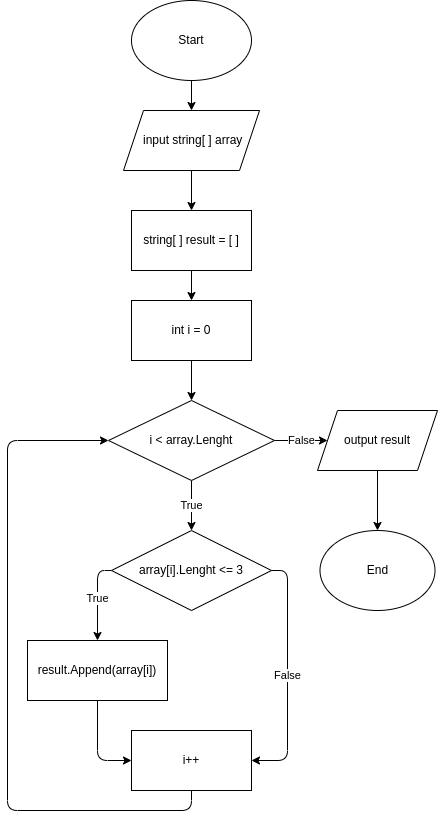 Start
input string[ ] array
string[ ] result = [ ]
int i = 0
i < array.Lenght
False
output result
True
End
array[i].Lenght <= 3
True
result.Append(array[i])
False
i++